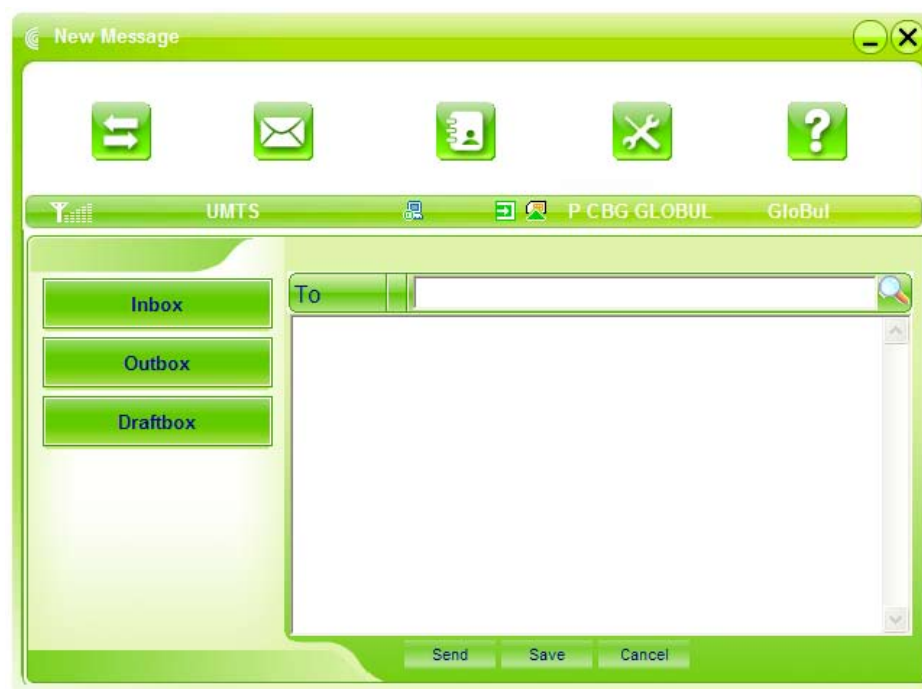 New Message
UMTS P CBG GLOBUL GloBul
To
Inbox
Outbox
Draftbox
Send Save Cancel